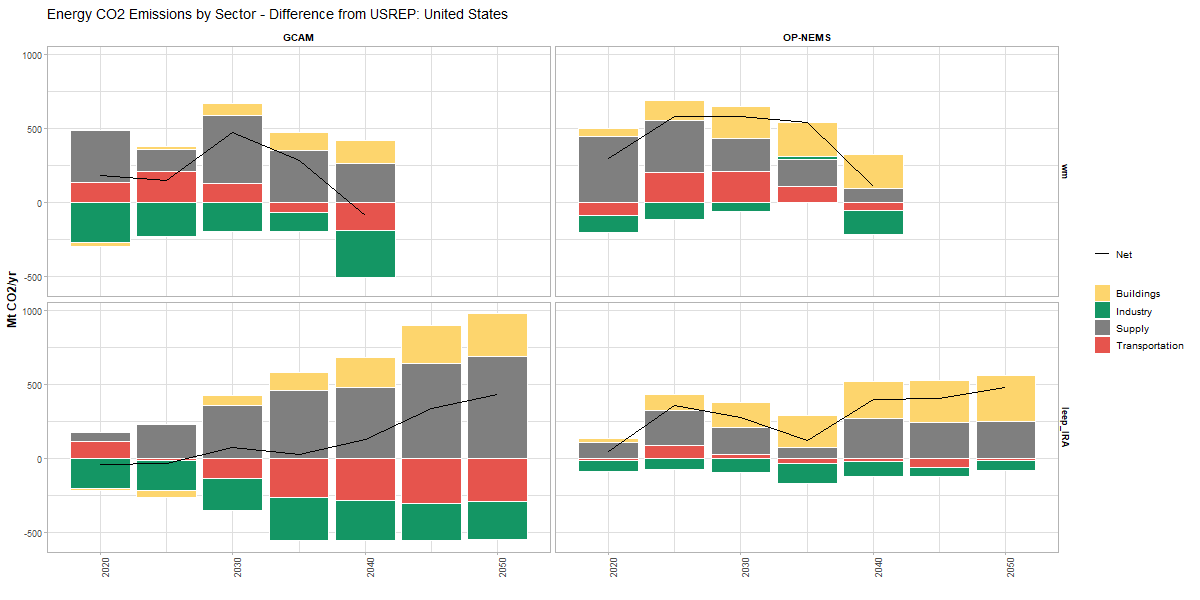 Energy CO2 Emissions by Sector - Difference from USREP: United States
GCAM
OP-NEMS
1000
500
0
-500
wm
1000
500
0
-500
leep_IRA
Mt CO2/yr
2020
2030
2040
2050
2020
2030
2040
2050
Net
Buildings
Industry
Supply
Transportation